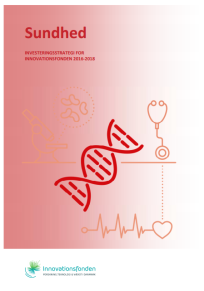 Sundhed
INVESTERINGSSTRATEGI FOR
INNOVATIONSFONDEN 2016-2018
Innovationsfonden